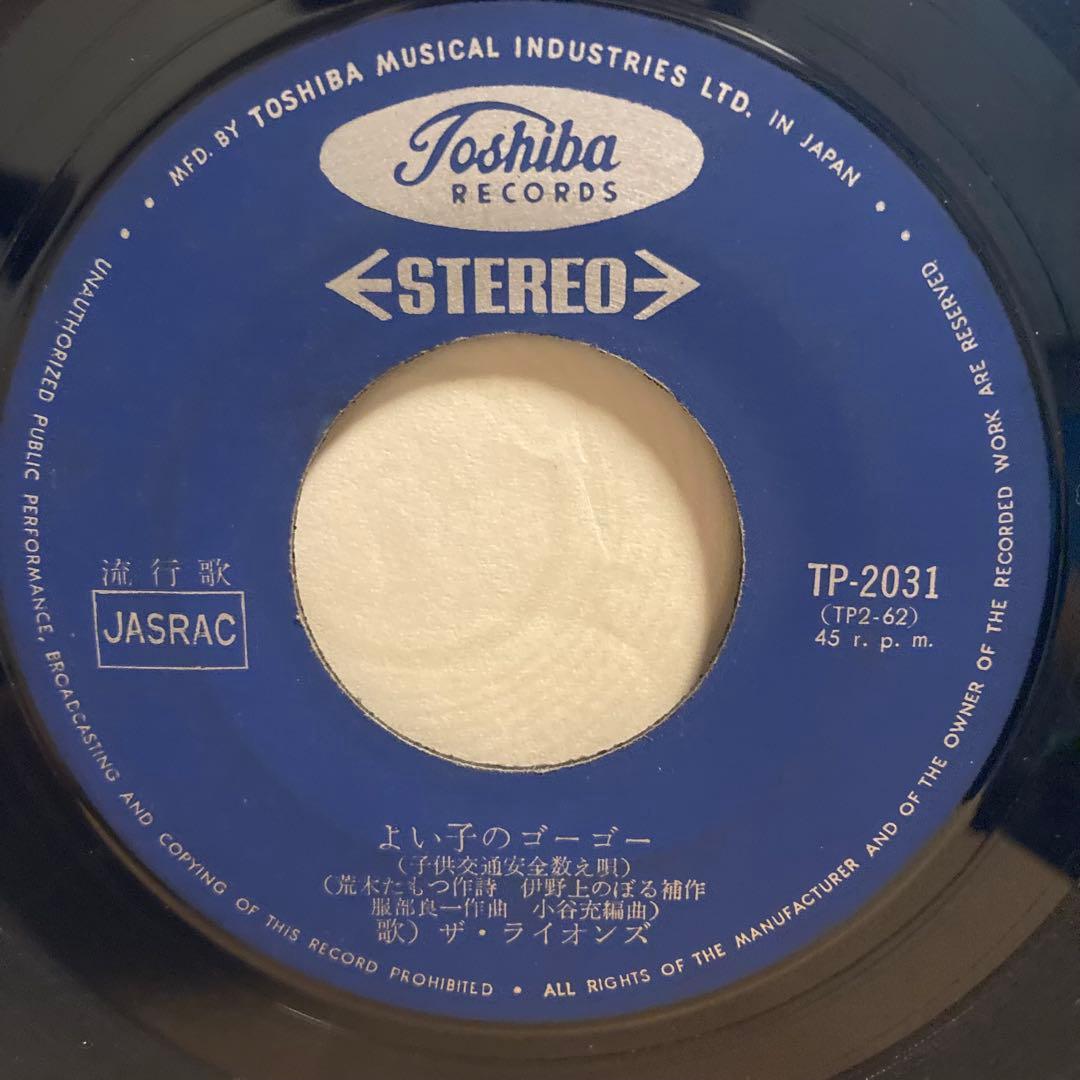 MFD. BY TOSHIBA MUSICAL INDUSTRIES LTD. IN JAPAN
Toshiba
RECORDS
STEREO
流行歌
JASRAC
TP-2031
(TP2-62)
45 r. p. m.
よい子のゴーゴー
(子供交通安全数え唄)
(荒木たもつ作詩 伊野上のぼる補作
服部良一作曲 小谷充編曲)
歌) ザ・ライオンズ
UNAUTHORIZED PUBLIC PERFORMANCE, BROADCASTING AND COPYING OF THIS RECORD PROHIBITED • ALL RIGHTS OF THE MANUFACTURER AND OF THE OWNER OF THE RECORDED WORK ARE RESERVED.